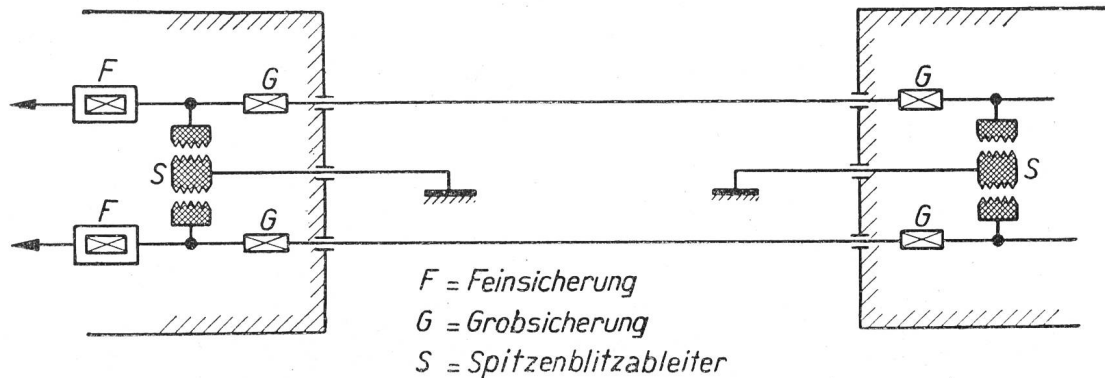 F
G
G
S
S
F
G
G
F = Feinsicherung
G = Grobsicherung
S = Spitzenblitzableiter